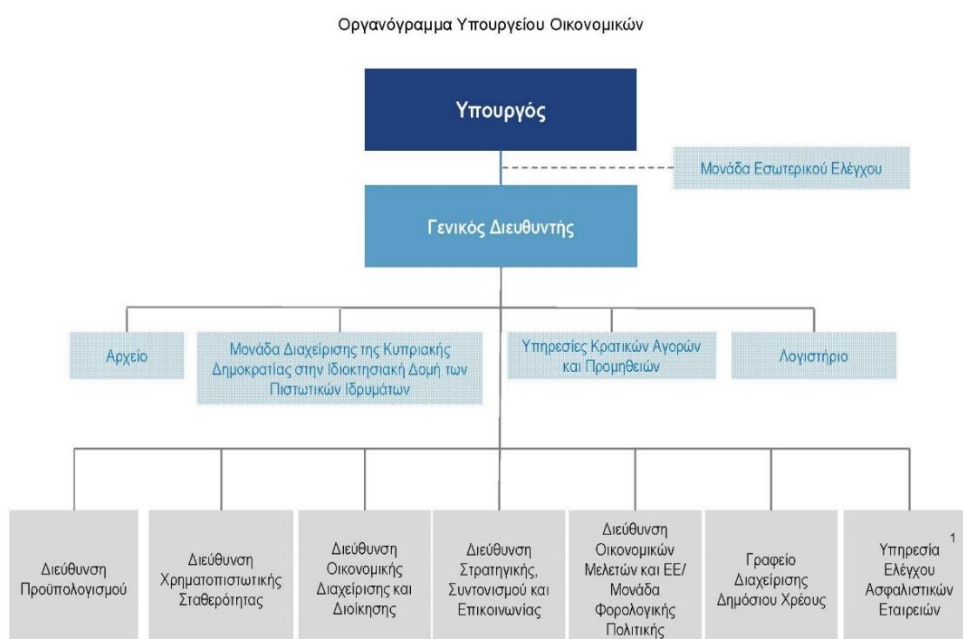 Οργανόγραμμα Υπουργείου Οικονομικών
Υπουργός
Μονάδα Εσωτερικού Ελέγχου
Γενικός Διευθυντής
Αρχείο
Μονάδα Διαχείρισης της Κυπριακής
Δημοκρατίας στην Ιδιοκτησιακή Δομή των
Πιστωτικών Ιδρυμάτων
Υπηρεσίες Κρατικών Αγορών
και Προμηθειών
Λογιστήριο
Διεύθυνση
Προϋπολογισμού
Διεύθυνση
Χρηματοπιστωτικής
Σταθερότητας
Διεύθυνση
Οικονομικής
Διαχείρισης και
Διοίκησης
Διεύθυνση
Στρατηγικής,
Συντονισμού και
Επικοινωνίας
Διεύθυνση
Οικονομικών
Μελετών και ΕΕ/
Μονάδα
Φορολογικής
Πολιτικής
Γραφείο
Διαχείρισης
Δημόσιου Χρέους
1
Υπηρεσία
Ελέγχου
Ασφαλιστικών
Εταιρειών